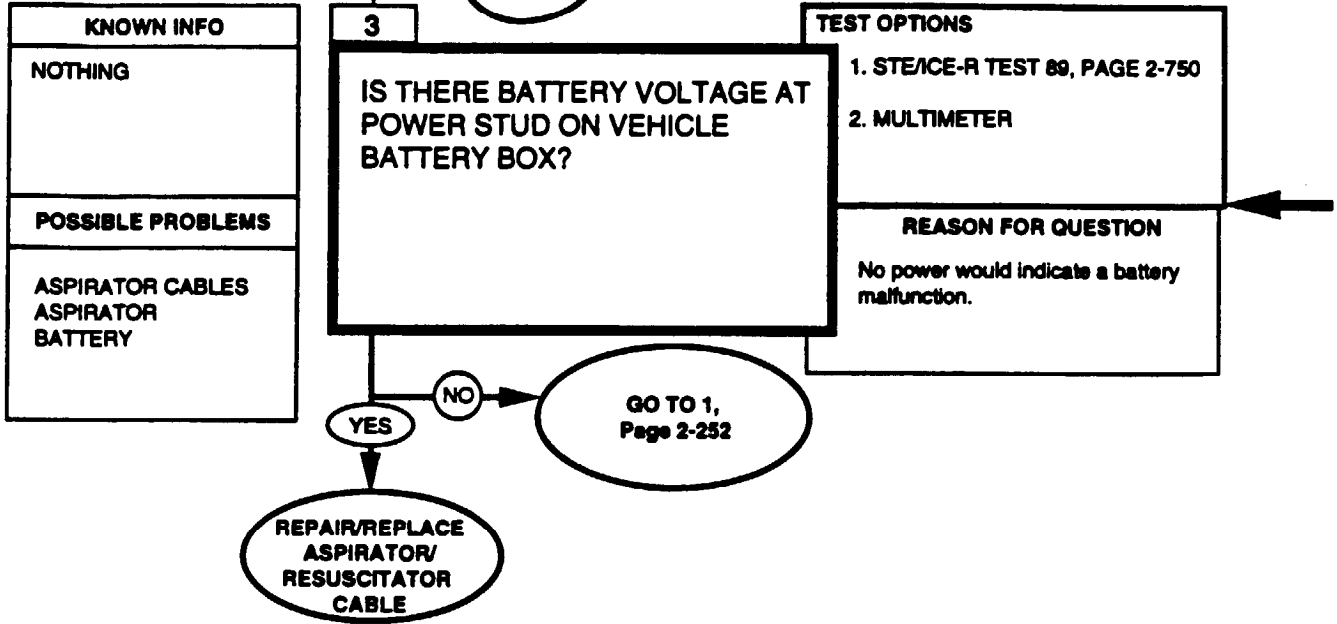 KNOWN INFO
NOTHING
POSSIBLE PROBLEMS
ASPIRATOR CABLES
ASPIRATOR
BATTERY
3
IS THERE BATTERY VOLTAGE AT
POWER STUD ON VEHICLE
BATTERY BOX?
TEST OPTIONS
1. STE/ICE-R TEST 89, PAGE 2-750
2. MULTIMETER
REASON FOR QUESTION
No power would indicate a battery
malfunction.
NO
GO TO 1,
Page 2-252
YES
REPAIR/REPLACE
ASPIRATOR/
RESUSCITATOR
CABLE